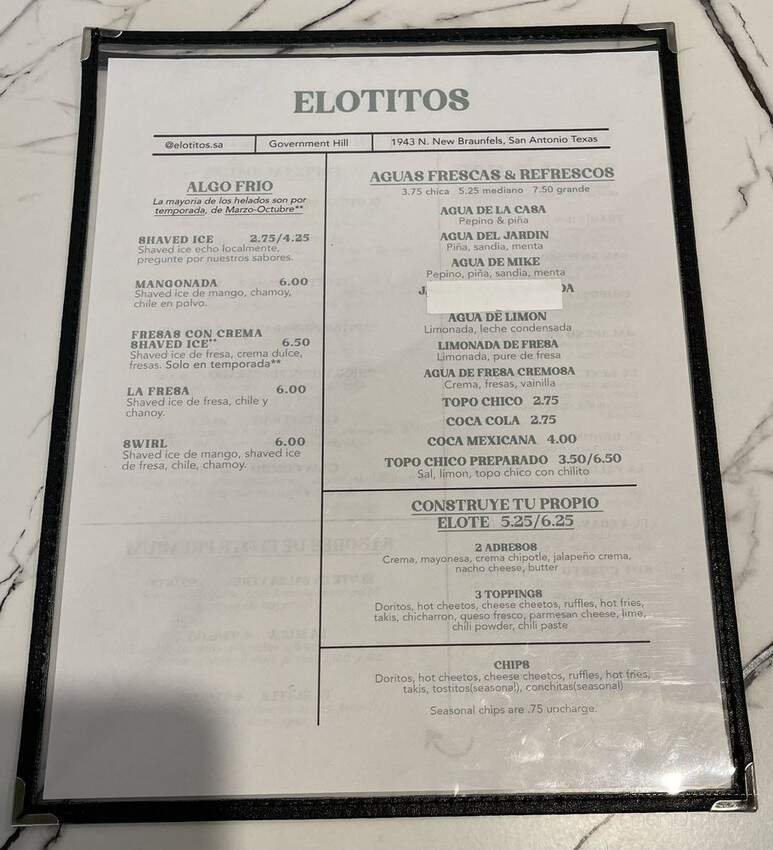 ELOTITOS
@elotitos.sa
Government Hill
1943 N. New Braunfels, San Antonio Texas
ALGO FRIO
La mayoria de los helados son por
temporada, de Marzo-Octubre**
SHAVED ICE 2.75/4.25
Shaved ice echo localmente,
pregunte por nuestros sabores.
MANGONADA 6.00
Shaved ice de mango, chamoy,
chile en polvo.
FRESAS CON CREMA
SHAVED ICE** 6.50
Shaved ice de fresa, crema dulce,
fresas. Solo en temporada**
LA FRESA 6.00
Shaved ice de fresa, chile y
chanoy.
SWIRL 6.00
Shaved ice de mango, shaved ice
de fresa, chile, chamoy.
AGUAS FRESCAS & REFRESCOS
3.75 chica 5.25 mediano 7.50 grande
AGUA DE LA CASA
Pepino & piña
AGUA DEL JARDIN
Piña, sandia, menta
AGUA DE MIKE
Pepino, piña, sandia, menta
AGUA DE LIMON
Limonada, leche condensada
LIMONADA DE FRESA
Limonada, pure de fresa
AGUA DE FRESA CREMOSA
Crema, fresas, vainilla
TOPO CHICO 2.75
COCA COLA 2.75
COCA MEXICANA 4.00
TOPO CHICO PREPARADO 3.50/6.50
Sal, limon, topo chico con chilito
CONSTRUYE TU PROPIO
ELOTE 5.25/6.25
2 ADRESOS
Crema, mayonesa, crema chipotle, jalapeño crema,
nacho cheese, butter
3 TOPPINGS
Doritos, hot cheetos, cheese cheetos, ruffles, hot fries,
takis, chicharron, queso fresco, parmesan cheese, lime,
chili powder, chili paste
CHIPS
Doritos, hot cheetos, cheese cheetos, ruffles, hot fries,
takis, tostitos(seasonal), conchitas(seasonal)
Seasonal chips are .75 upcharge.